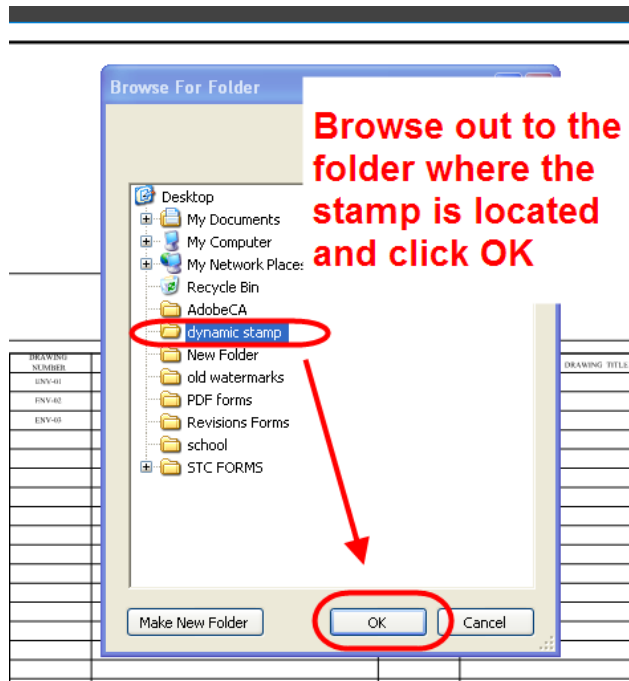 Browse For Folder
Browse out to the
folder where the
stamp is located
and click OK
Desktop
My Documents
My Computer
My Network Places
Recycle Bin
AdobeCA
dynamic stamp
New Folder
old watermarks
PDF forms
Revisions Forms
school
STC FORMS
DRAWING
NUMBER
DRAWING TITLE
ENV-01
ENV-02
ENV-03
Make New Folder
OK
Cancel